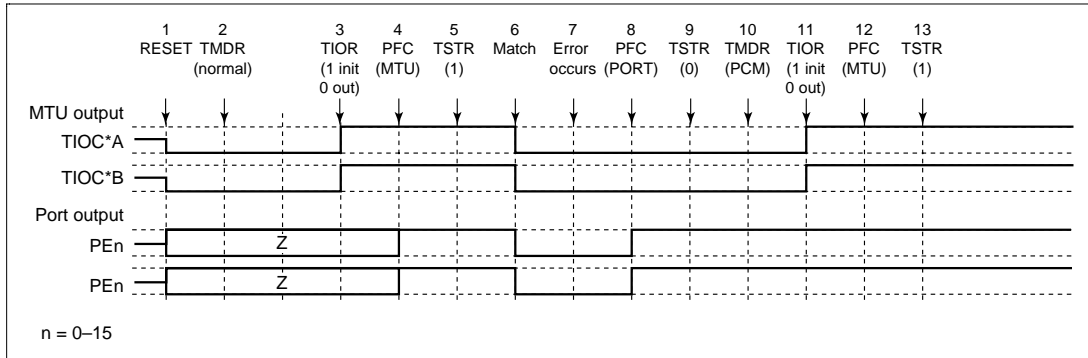 1 2 3 4 5 6 7 8 9 10 11 12 13
RESET TMDR TIOR PFC TSTR Match Error PFC TSTR TMDR TIOR PFC TSTR
(normal) (1 init (MTU) (1) occurs (PORT) (0) (PCM) (1 init (MTU) (1)
0 out) 0 out)
MTU output
TIOC*A
TIOC*B
Port output
PEn Z
PEn Z
n = 0–15